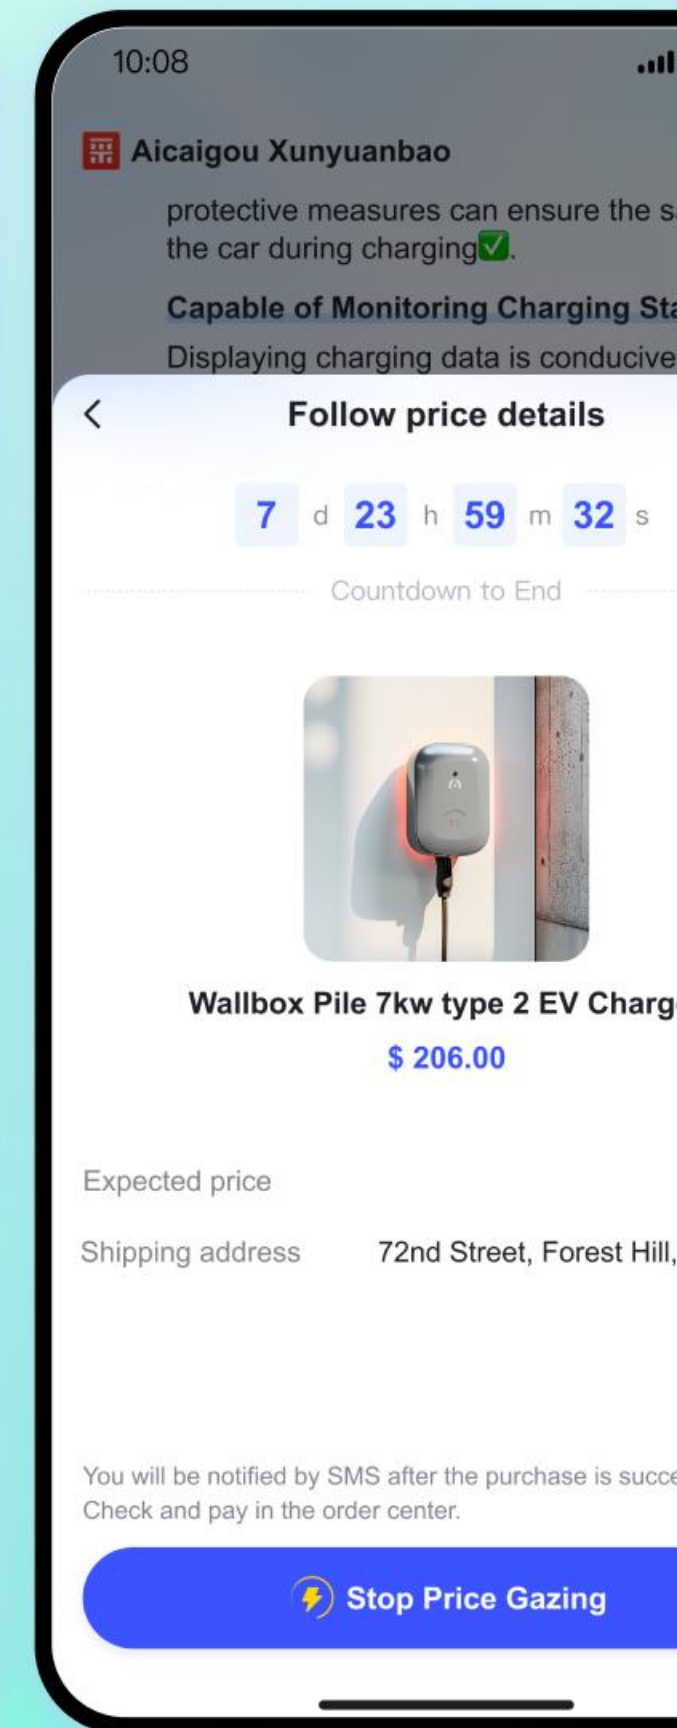 10:08
Aicaigou Xunyuanbao
protective measures can ensure the
the car during charging✅.
Capable of Monitoring Charging
Displaying charging data is conducive
Follow price details
7 d 23 h 59 m 32 s
Countdown to End
Wallbox Pile 7kw type 2 EV
$ 206.00
Expected price
Shipping address 72nd Street, Forest Hill,
You will be notified by SMS after the purchase is
Check and pay in the order center.
Stop Price Gazing